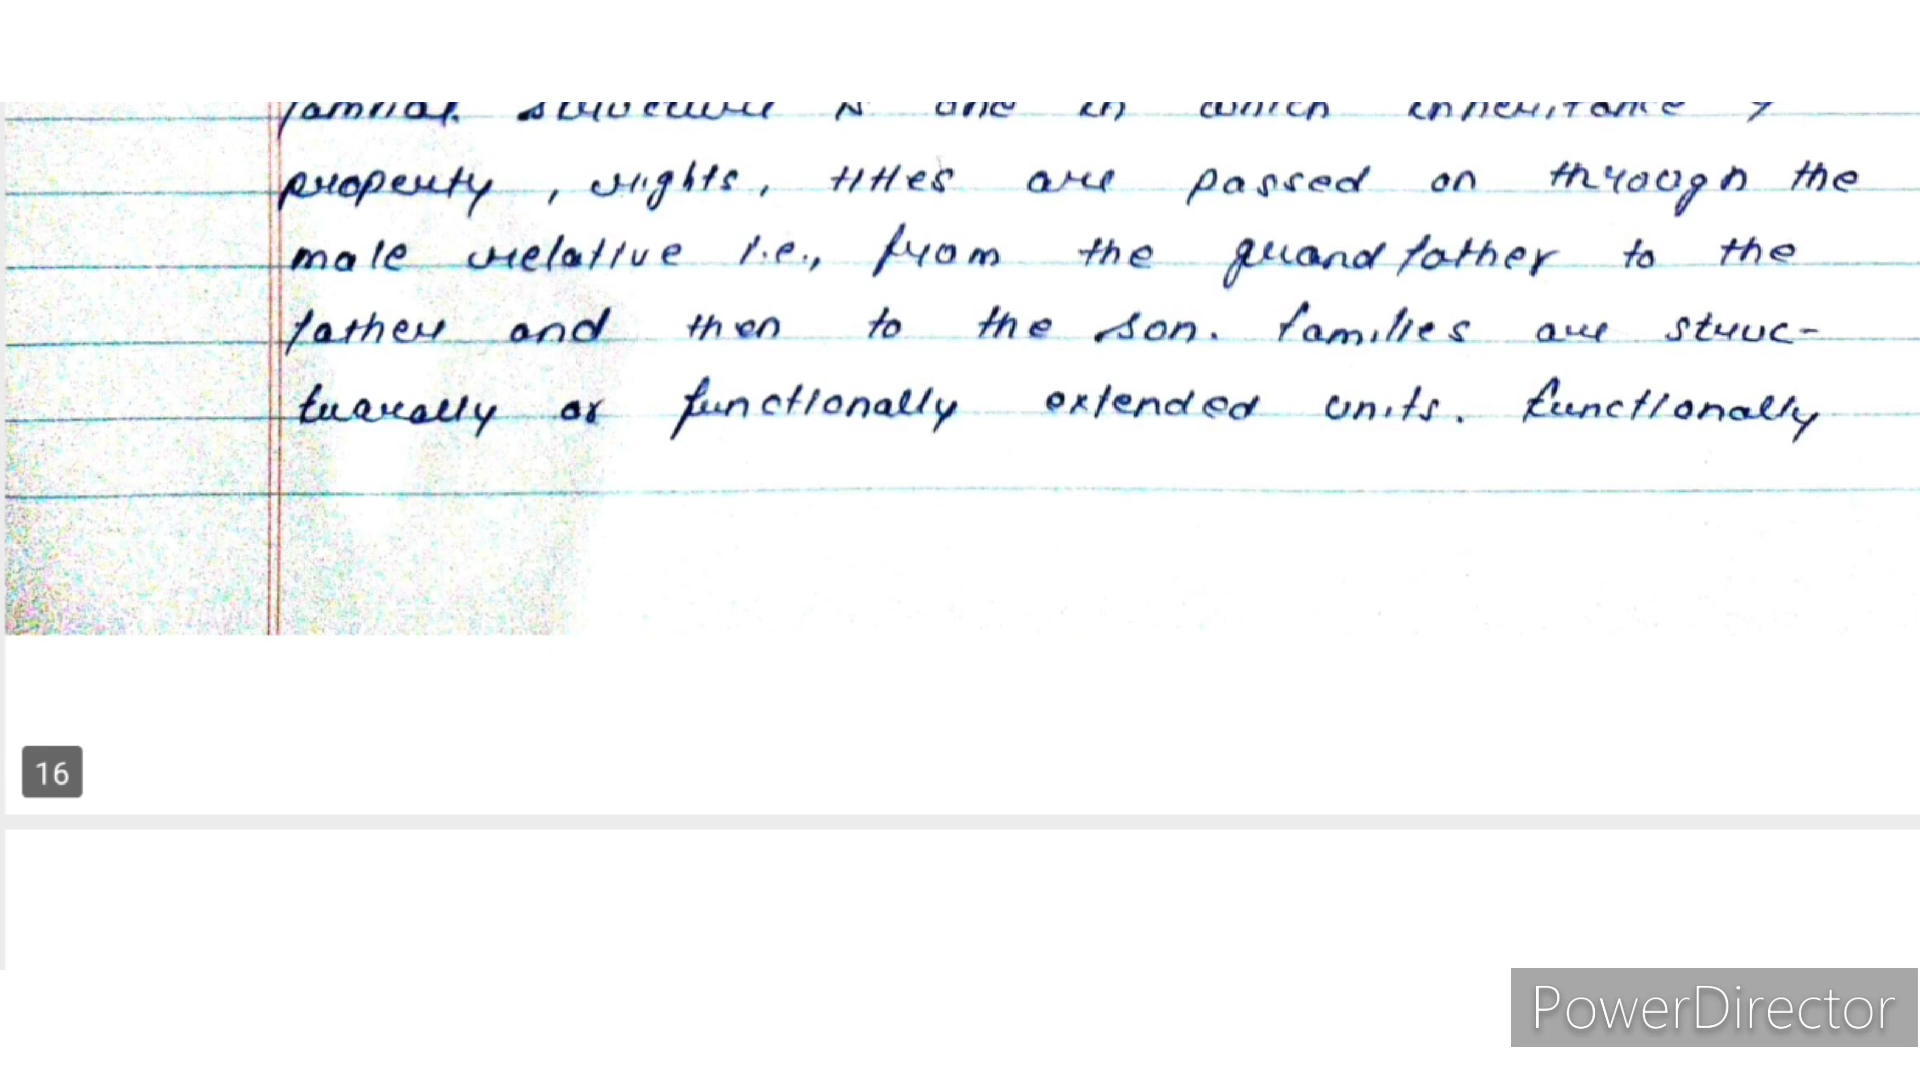 familial structure is one in which inheritance of
property, rights, titles are passed on through the
male relative i.e., from the grand father to the
father and then to the son. families are struc-
turally or functionally extended units. functionally
16
PowerDirector